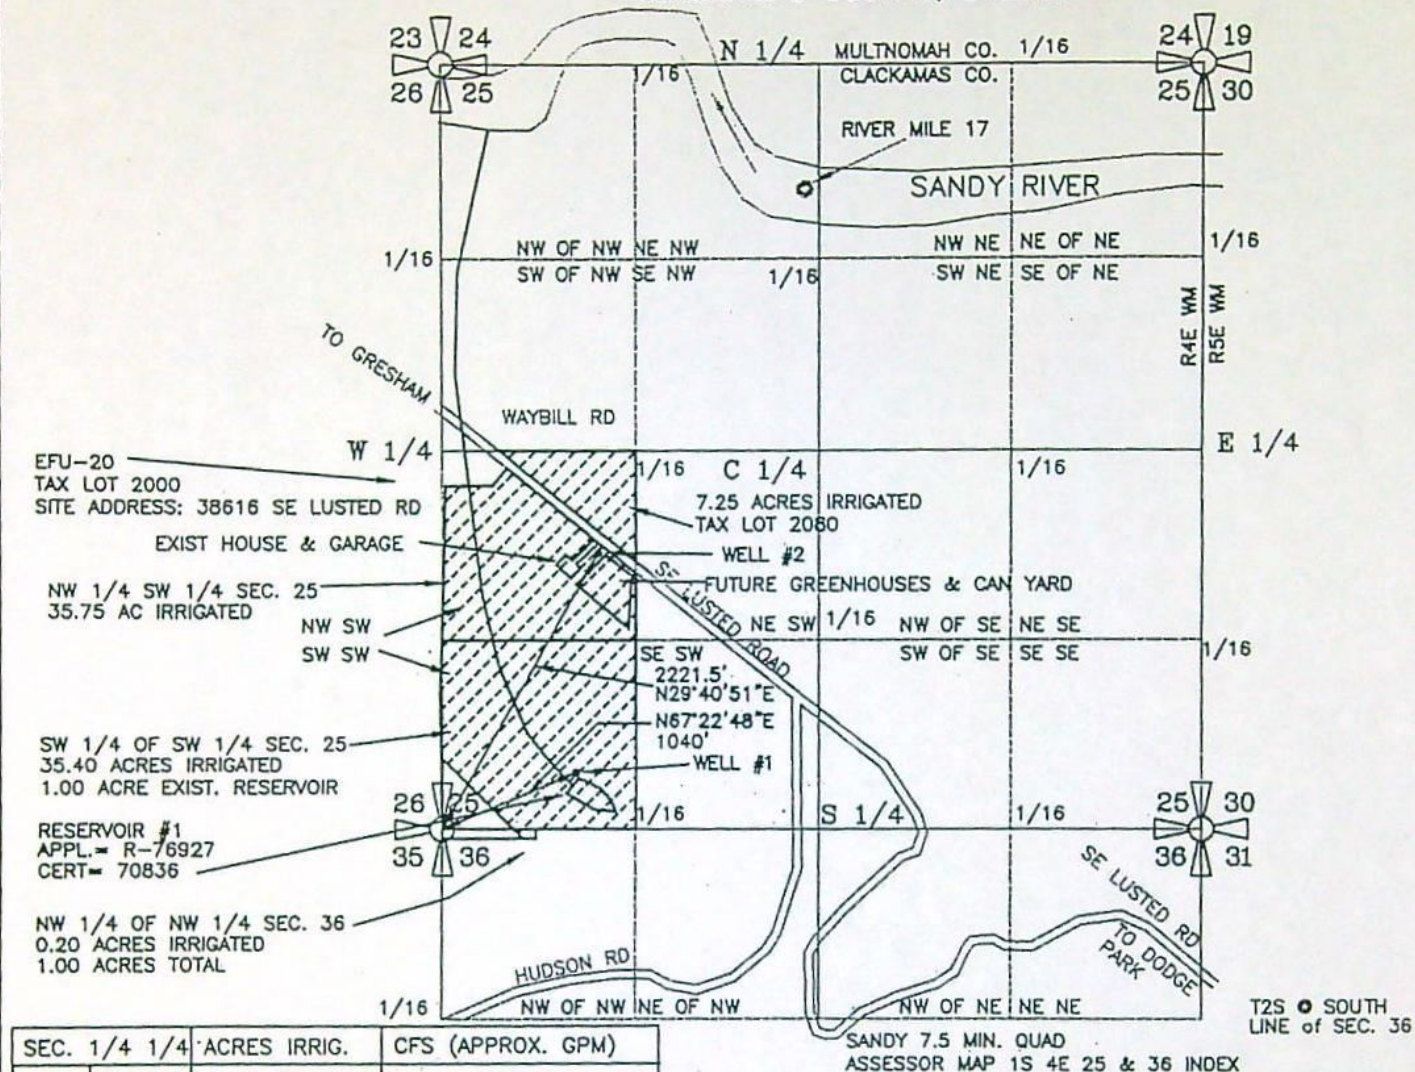 23 24
26 25
N 1/4
MULTNOMAH CO.
CLACKAMAS CO.
1/16
1/16
24 19
25 30
RIVER MILE 17
SANDY RIVER
NW OF NW NE NW
SW OF NW SE NW
1/16
1/16
NW NE NE OF NE
SW NE SE OF NE
1/16
R4E WM
R5E WM
TO GRESHAM
WAYBILL RD
W 1/4
1/16
C 1/4
1/16
E 1/4
EFU-20
TAX LOT 2000
SITE ADDRESS: 38616 SE LUSTED RD
7.25 ACRES IRRIGATED
TAX LOT 2080
EXIST HOUSE & GARAGE
WELL #2
FUTURE GREENHOUSES & CAN YARD
SE LUSTED ROAD
NW 1/4 SW 1/4 SEC. 25
35.75 AC IRRIGATED
NW SW
SW SW
NE SW
1/16
NW OF SE NE SE
SW OF SE SE SE
1/16
SE SW
2221.5'
N29°40'51"E
N67°22'48"E
1040'
WELL #1
SW 1/4 OF SW 1/4 SEC. 25
35.40 ACRES IRRIGATED
1.00 ACRE EXIST. RESERVOIR
26 25
35 36
1/16
S 1/4
1/16
25 30
36 31
RESERVOIR #1
APPL.= R-76927
CERT= 70836
NW 1/4 OF NW 1/4 SEC. 36
0.20 ACRES IRRIGATED
1.00 ACRES TOTAL
SE LUSTED RD
TO DODGE
PARK
HUDSON RD
1/16
NW OF NW NE OF NW
NW OF NE NE NE
T2S SOUTH
LINE of SEC. 36
SANDY 7.5 MIN. QUAD
ASSESSOR MAP 1S 4E 25 & 36 INDEX
SEC. 1/4 1/4 ACRES IRRIG. CFS (APPROX. GPM)